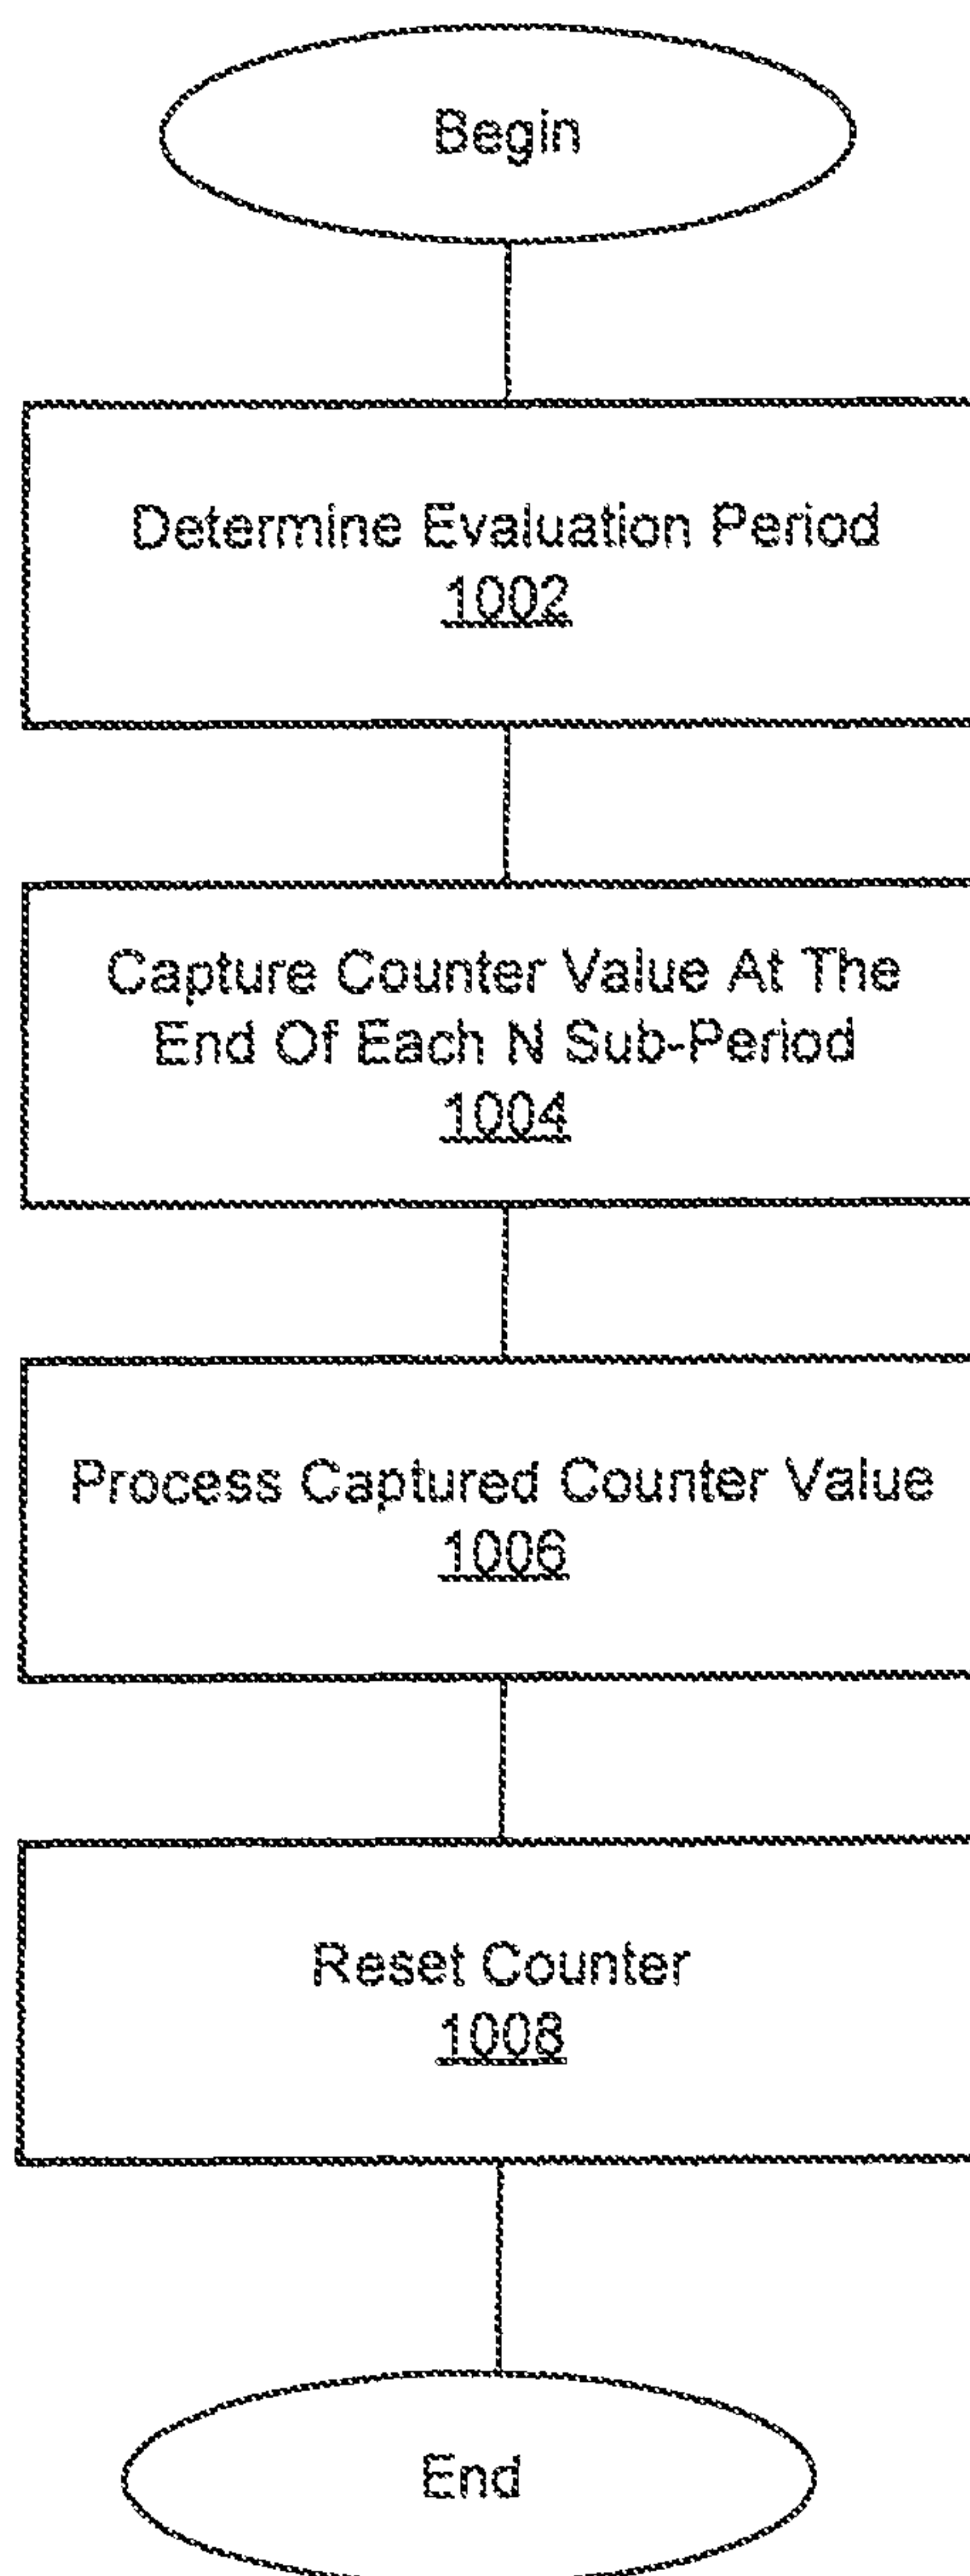 Begin
Determine Evaluation Period
1002
Capture Counter Value At The
End Of Each N Sub-Period
1004
Process Captured Counter Value
1006
Reset Counter
1008
End